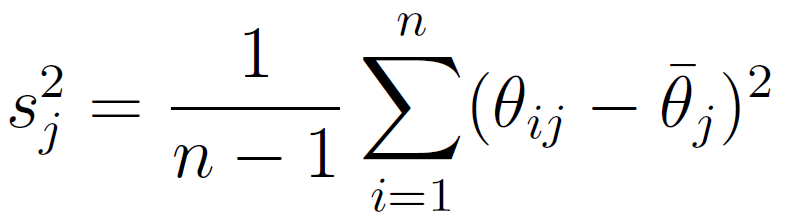 s_j^2 = \frac{1}{n-1} \sum_{i=1}^{n} (\theta_{ij} - \bar{\theta}_j)^2